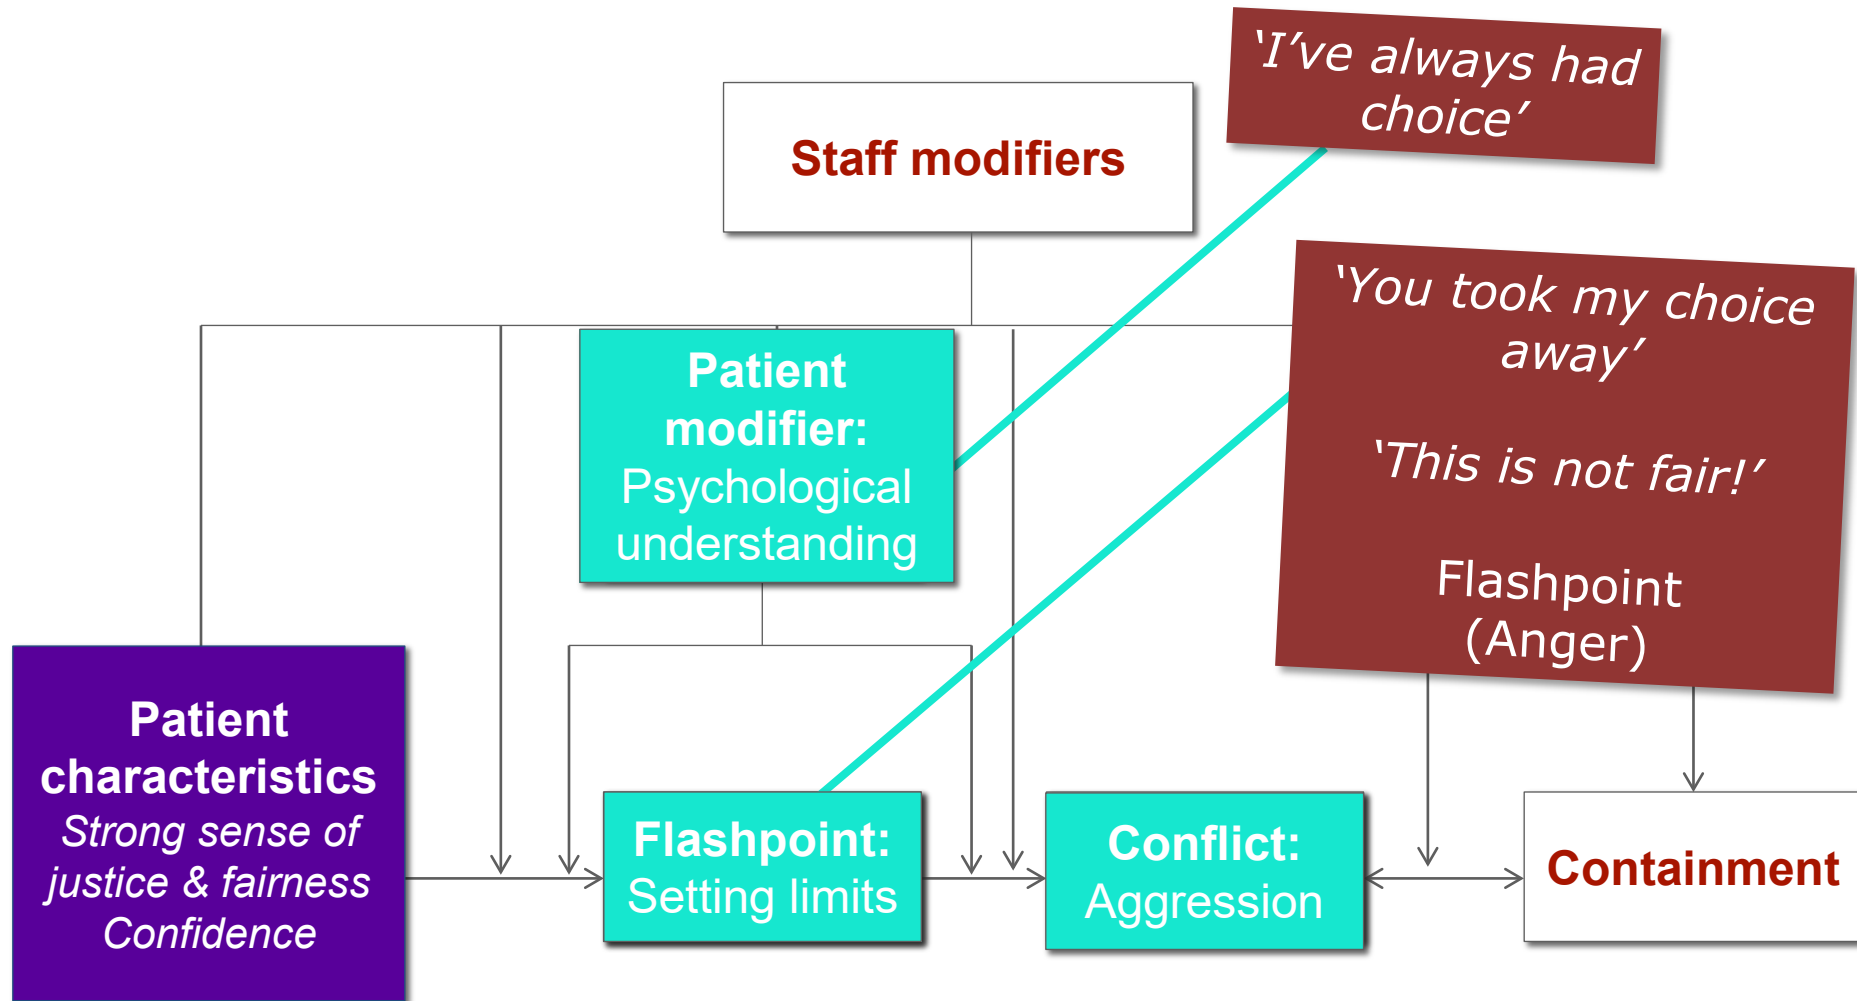 ‘I’ve always had
choice’
Staff modifiers
‘You took my choice
away’
‘This is not fair!’
Flashpoint
(Anger)
Patient
modifier:
Psychological
understanding
Patient
characteristics
Strong sense of
justice & fairness
Confidence
Flashpoint:
Setting limits
Conflict:
Aggression
Containment